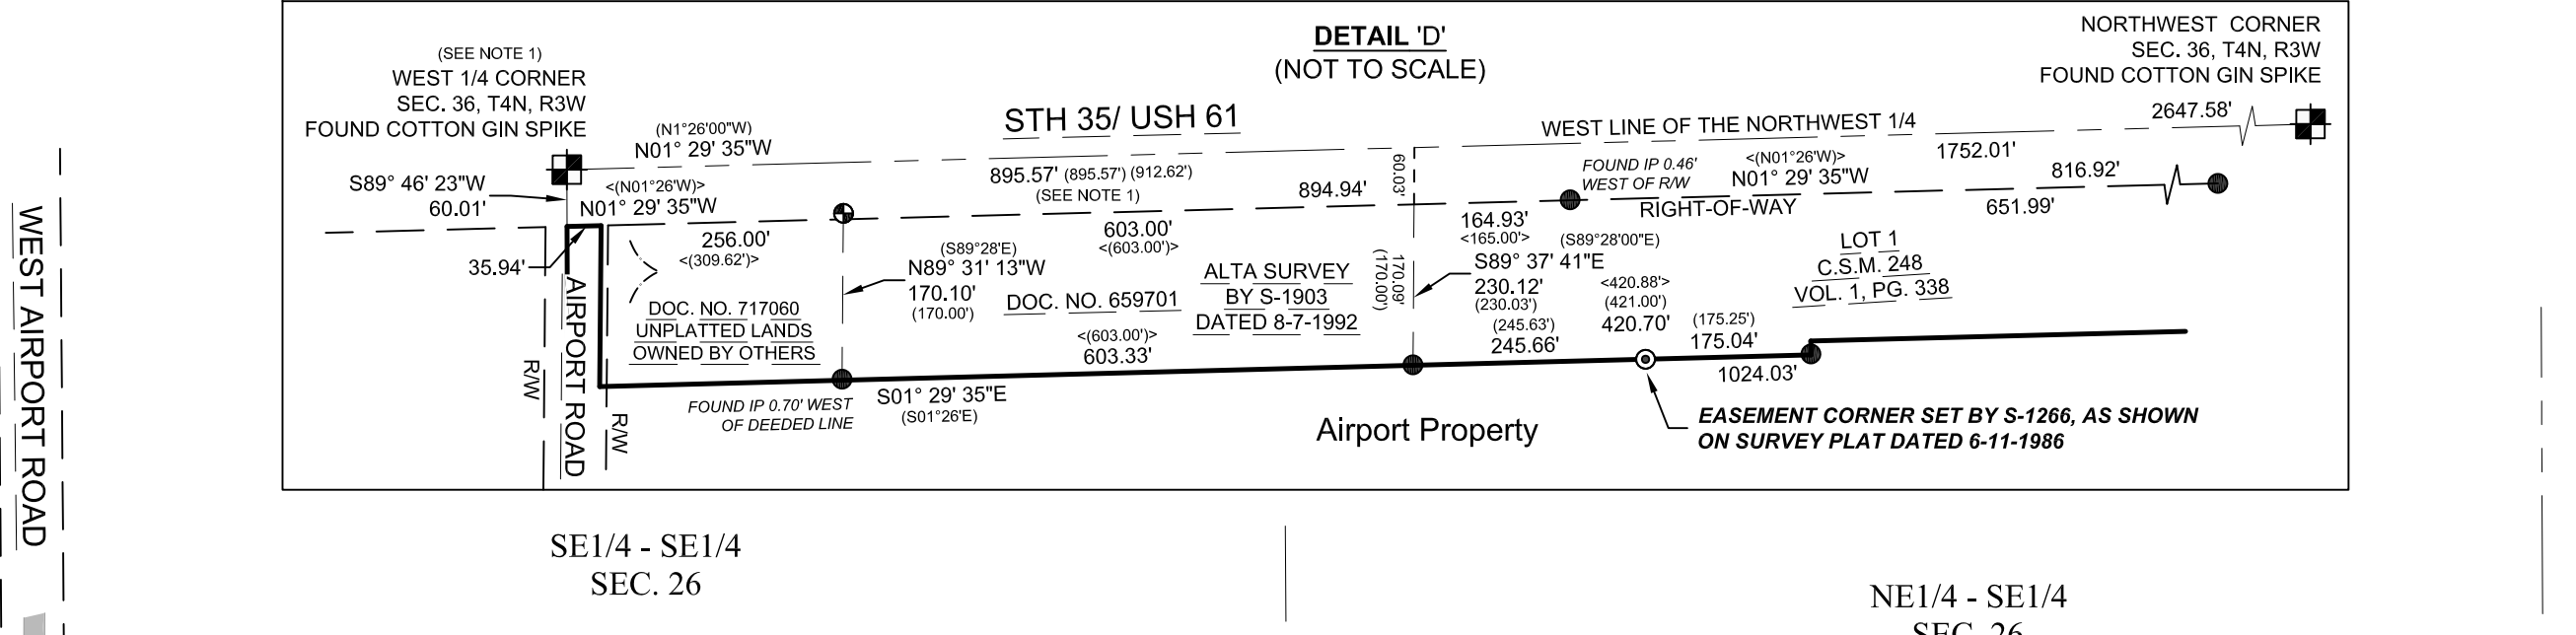 DETAIL 'D'
(NOT TO SCALE)
(SEE NOTE 1)
WEST 1/4 CORNER
SEC. 36, T4N, R3W
FOUND COTTON GIN SPIKE
NORTHWEST CORNER
SEC. 36, T4N, R3W
FOUND COTTON GIN SPIKE
2647.58'
STH 35/ USH 61
WEST LINE OF THE NORTHWEST 1/4
1752.01'
(N1°26'00"W)
N01° 29' 35"W
895.57' (895.57') (912.62')
(SEE NOTE 1)
894.94'
60.03'
FOUND IP 0.46'
WEST OF R/W
<(N01°26'W)>
N01° 29' 35"W
816.92'
S89° 46' 23"W
60.01'
<(N01°26'W)>
N01° 29' 35"W
RIGHT-OF-WAY
651.99'
35.94'
256.00'
<(309.62')>
603.00'
<(603.00')>
164.93'
<165.00'>
(S89°28'00"E)
S89° 37' 41"E
230.12'
(230.03')
(S89°28'E)
N89° 31' 13"W
170.10'
(170.00')
170.09'
(170.00')
DOC. NO. 717060
UNPLATTED LANDS
OWNED BY OTHERS
DOC. NO. 659701
ALTA SURVEY
BY S-1903
DATED 8-7-1992
LOT 1
C.S.M. 248
VOL. 1, PG. 338
<(603.00')>
603.33'
(245.63')
245.66'
<420.88'>
(421.00')
420.70'
(175.25')
175.04'
1024.03'
S01° 29' 35"E
(S01°26'E)
FOUND IP 0.70' WEST
OF DEEDED LINE
R/W
AIRPORT ROAD
R/W
Airport Property
EASEMENT CORNER SET BY S-1266, AS SHOWN
ON SURVEY PLAT DATED 6-11-1986
WEST AIRPORT ROAD
SE1/4 - SE1/4
SEC. 26
NE1/4 - SE1/4
SEC. 26